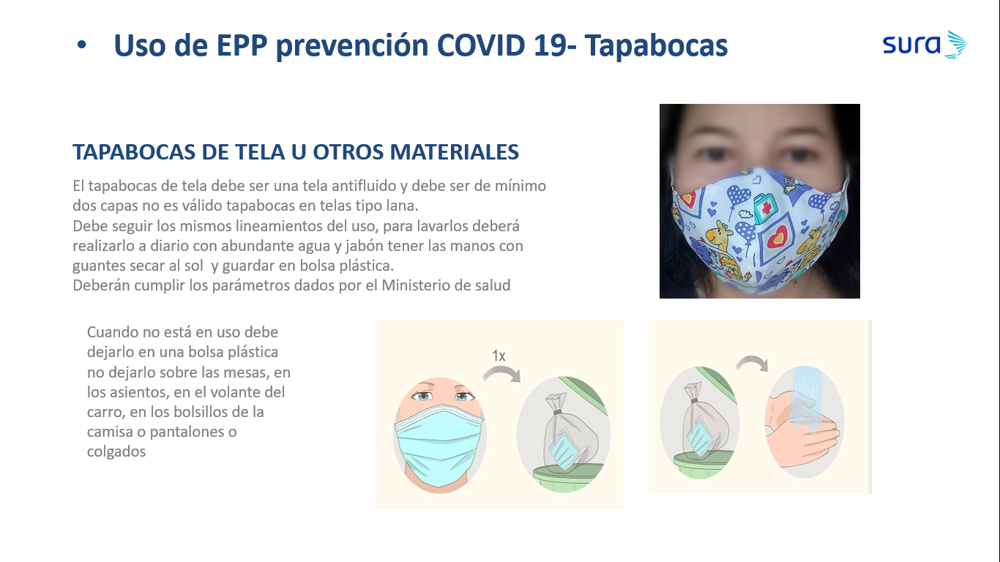 • Uso de EPP prevención COVID 19- Tapabocas
sura
TAPABOCAS DE TELA U OTROS MATERIALES
El tapabocas de tela debe ser una tela antifluido y debe ser de mínimo
dos capas no es válido tapabocas en telas tipo lana.
Debe seguir los mismos lineamientos del uso, para lavarlos deberá
realizarlo a diario con abundante agua y jabón tener las manos con
guantes secar al sol  y guardar en bolsa plástica.
Deberán cumplir los parámetros dados por el Ministerio de salud
Cuando no está en uso debe
dejarlo en una bolsa plástica
no dejarlo sobre las mesas, en
los asientos, en el volante del
carro, en los bolsillos de la
camisa o pantalones o
colgados
1x